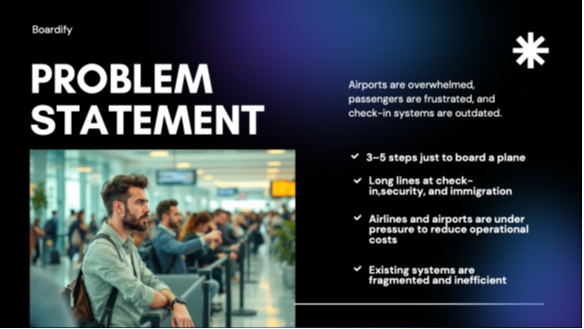 Boardify
PROBLEM
STATEMENT
Airports are overwhelmed,
passengers are frustrated, and
check-in systems are outdated.
3–5 steps just to board a plane
Long lines at check-
in,security, and immigration
Airlines and airports are under
pressure to reduce operational
costs
Existing systems are
fragmented and inefficient